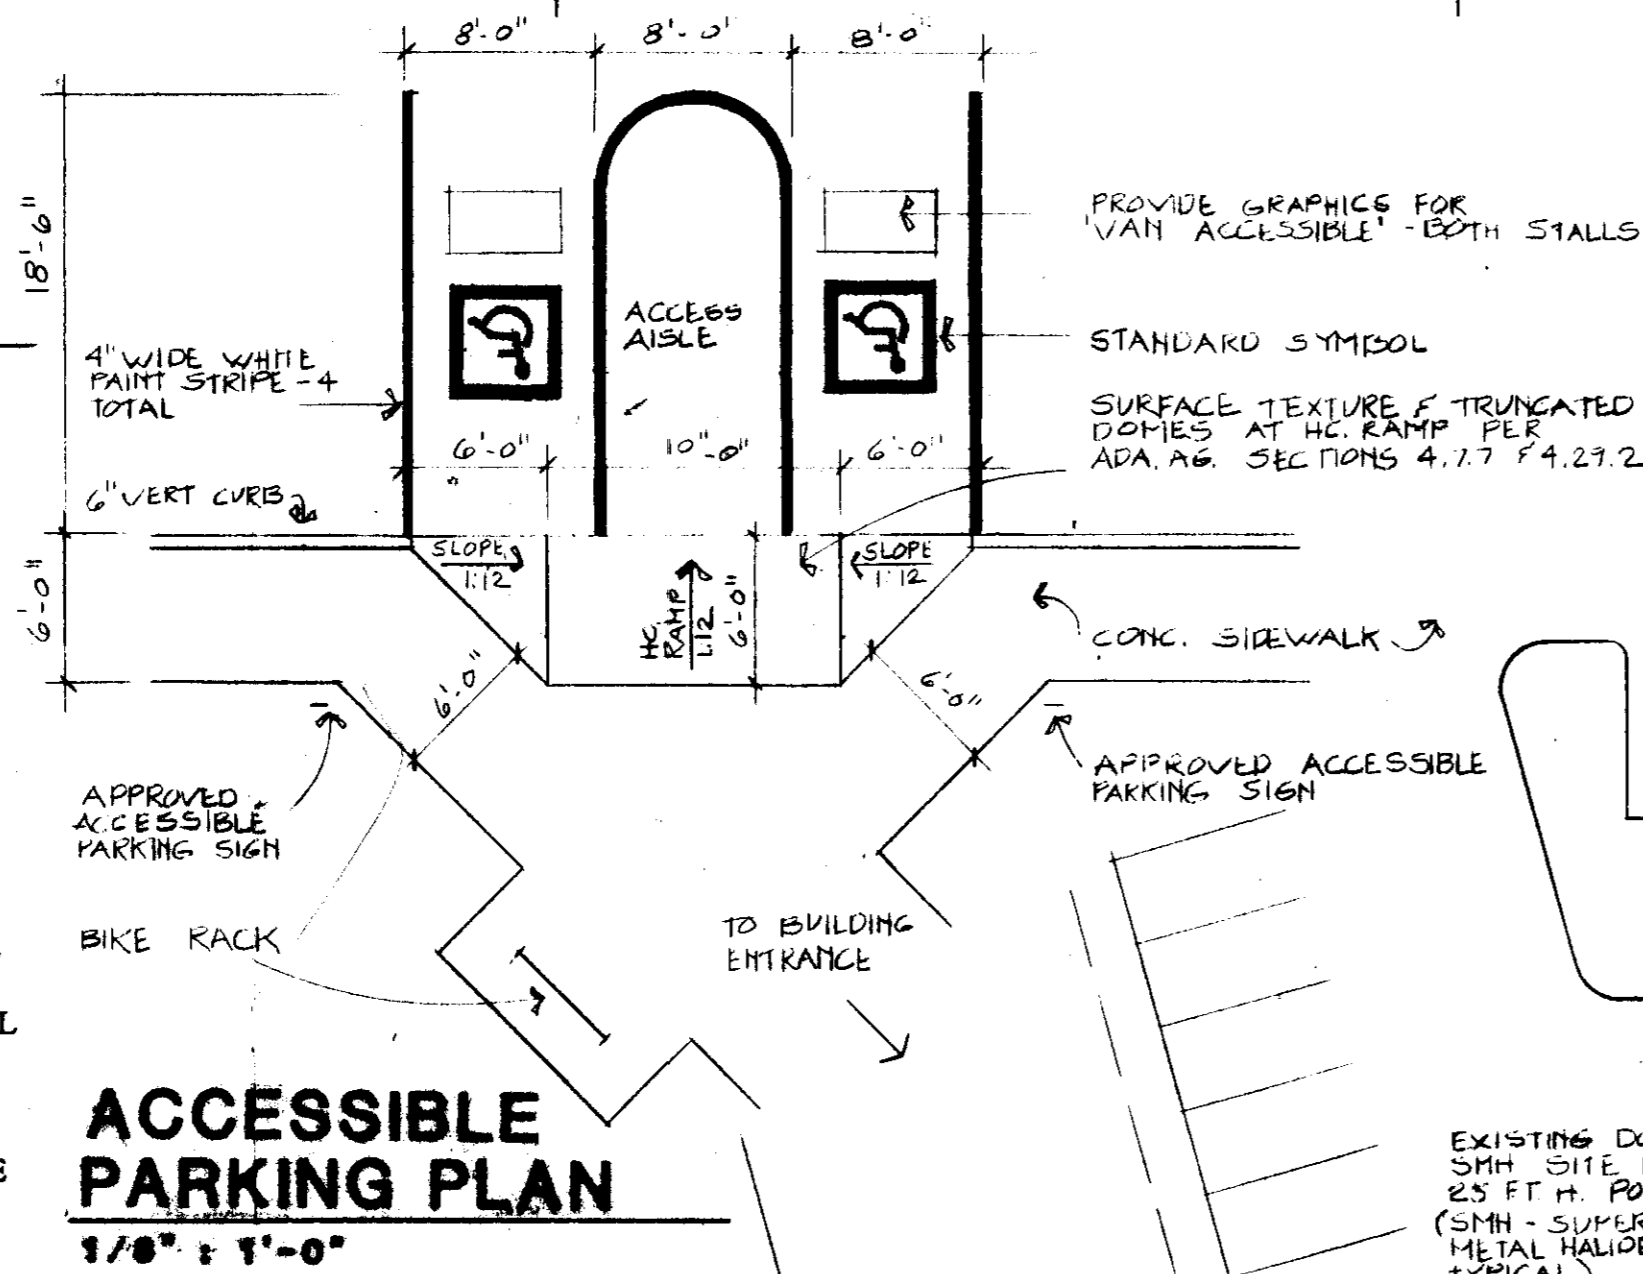 8'-0" 8'-0" 8'-0"
18'-6"
PROVIDE GRAPHICS FOR
'VAN ACCESSIBLE' - BOTH STALLS
ACCESS
AISLE
STANDARD SYMBOL
4" WIDE WHITE
PAINT STRIPE - 4
TOTAL
SURFACE TEXTURE & TRUNCATED
DOMES AT HC. RAMP PER
ADA. AG. SECTIONS 4.7.7 & 4.29.2
6'-0" 10"-0" 6'-0"
6" VERT CURB
SLOPE
1:12
SLOPE
1:12
6'-0"
HC.
RAMP
1:12
6'-0"
CONC. SIDEWALK
6'-0"
6'-0"
APPROVED
ACCESSIBLE
PARKING SIGN
APPROVED ACCESSIBLE
PARKING SIGN
BIKE RACK
TO BUILDING
ENTRANCE
L
ACCESSIBLE
PARKING PLAN
1/8" : 1'-0"
E
EXISTING
SMH SITE
25 FT. H.
(SMH - SUPER
METAL HALIDE
TYPICAL)